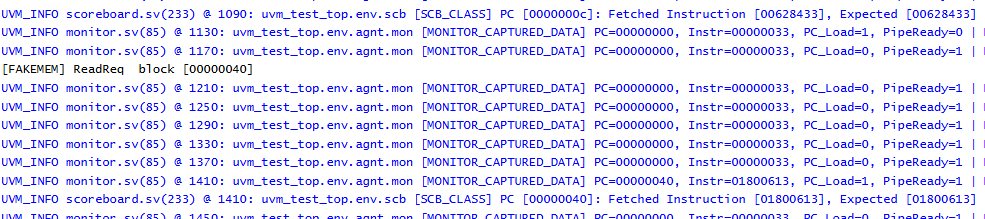 UVM_INFO scoreboard.sv(233) @ 1090: uvm_test_top.env.scb [SCB_CLASS] PC [0000000c]: Fetched Instruction [00628433], Expected [00628433]
UVM_INFO monitor.sv(85) @ 1130: uvm_test_top.env.agnt.mon [MONITOR_CAPTURED_DATA] PC=00000000, Instr=00000033, PC_Load=1, PipeReady=0 |
UVM_INFO monitor.sv(85) @ 1170: uvm_test_top.env.agnt.mon [MONITOR_CAPTURED_DATA] PC=00000000, Instr=00000033, PC_Load=0, PipeReady=1 |
[FAKEMEM] ReadReq  block [00000040]
UVM_INFO monitor.sv(85) @ 1210: uvm_test_top.env.agnt.mon [MONITOR_CAPTURED_DATA] PC=00000000, Instr=00000033, PC_Load=0, PipeReady=1 |
UVM_INFO monitor.sv(85) @ 1250: uvm_test_top.env.agnt.mon [MONITOR_CAPTURED_DATA] PC=00000000, Instr=00000033, PC_Load=0, PipeReady=1 |
UVM_INFO monitor.sv(85) @ 1290: uvm_test_top.env.agnt.mon [MONITOR_CAPTURED_DATA] PC=00000000, Instr=00000033, PC_Load=0, PipeReady=1 |
UVM_INFO monitor.sv(85) @ 1330: uvm_test_top.env.agnt.mon [MONITOR_CAPTURED_DATA] PC=00000000, Instr=00000033, PC_Load=0, PipeReady=1 |
UVM_INFO monitor.sv(85) @ 1370: uvm_test_top.env.agnt.mon [MONITOR_CAPTURED_DATA] PC=00000000, Instr=00000033, PC_Load=0, PipeReady=1 |
UVM_INFO monitor.sv(85) @ 1410: uvm_test_top.env.agnt.mon [MONITOR_CAPTURED_DATA] PC=00000040, Instr=01800613, PC_Load=1, PipeReady=1 |
UVM_INFO scoreboard.sv(233) @ 1410: uvm_test_top.env.scb [SCB_CLASS] PC [00000040]: Fetched Instruction [01800613], Expected [01800613]
UVM_INFO monitor.sv(85) @ 1450: uvm_test_top.env.agnt.mon [MONITOR_CAPTURED_DATA] PC=00000000, Instr=00000033, PC_Load=0, PipeReady=1 |